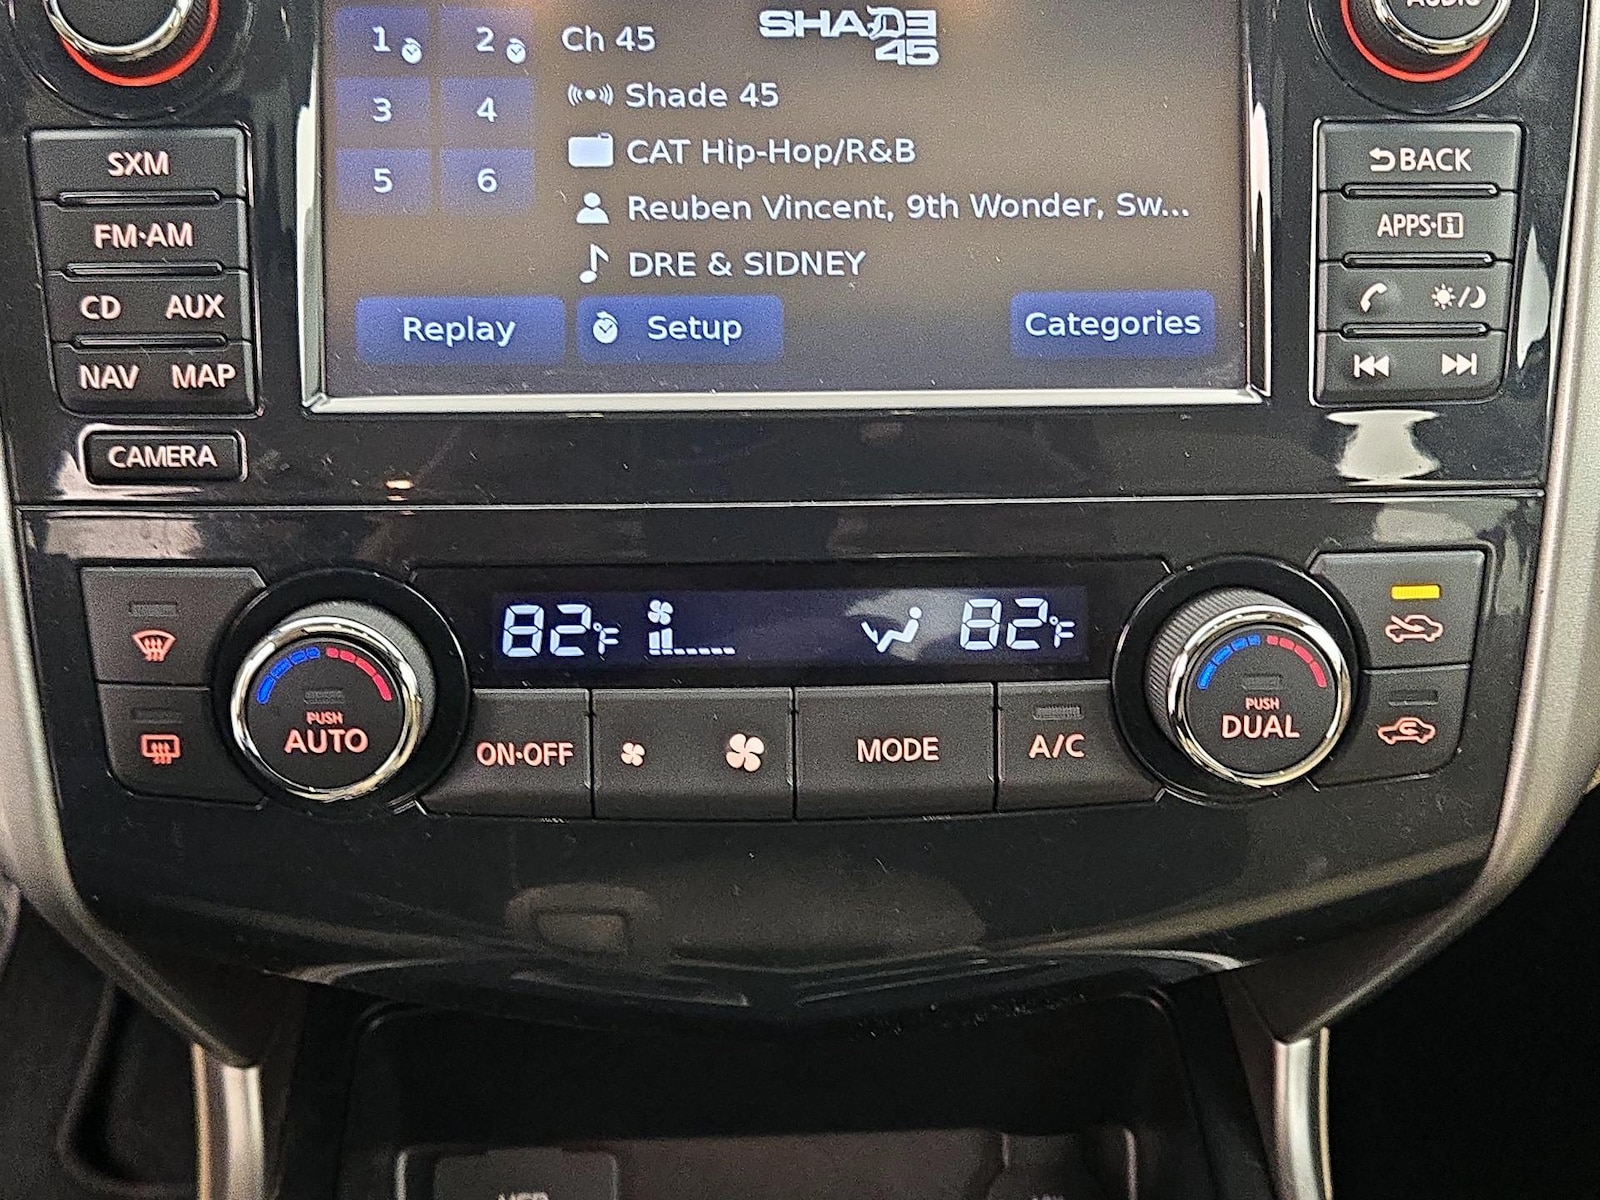 1 2 Ch 45 SHADE 45
3 4 Shade 45
CAT Hip-Hop/R&B
5 6 Reuben Vincent, 9th Wonder, Sw...
DRE & SIDNEY
Replay Setup Categories
AUDIO
SXM
FM·AM
CD AUX
NAV MAP
CAMERA
BACK
APPS·i
82°F 82°F
PUSH
AUTO
ON·OFF
MODE
A/C
PUSH
DUAL